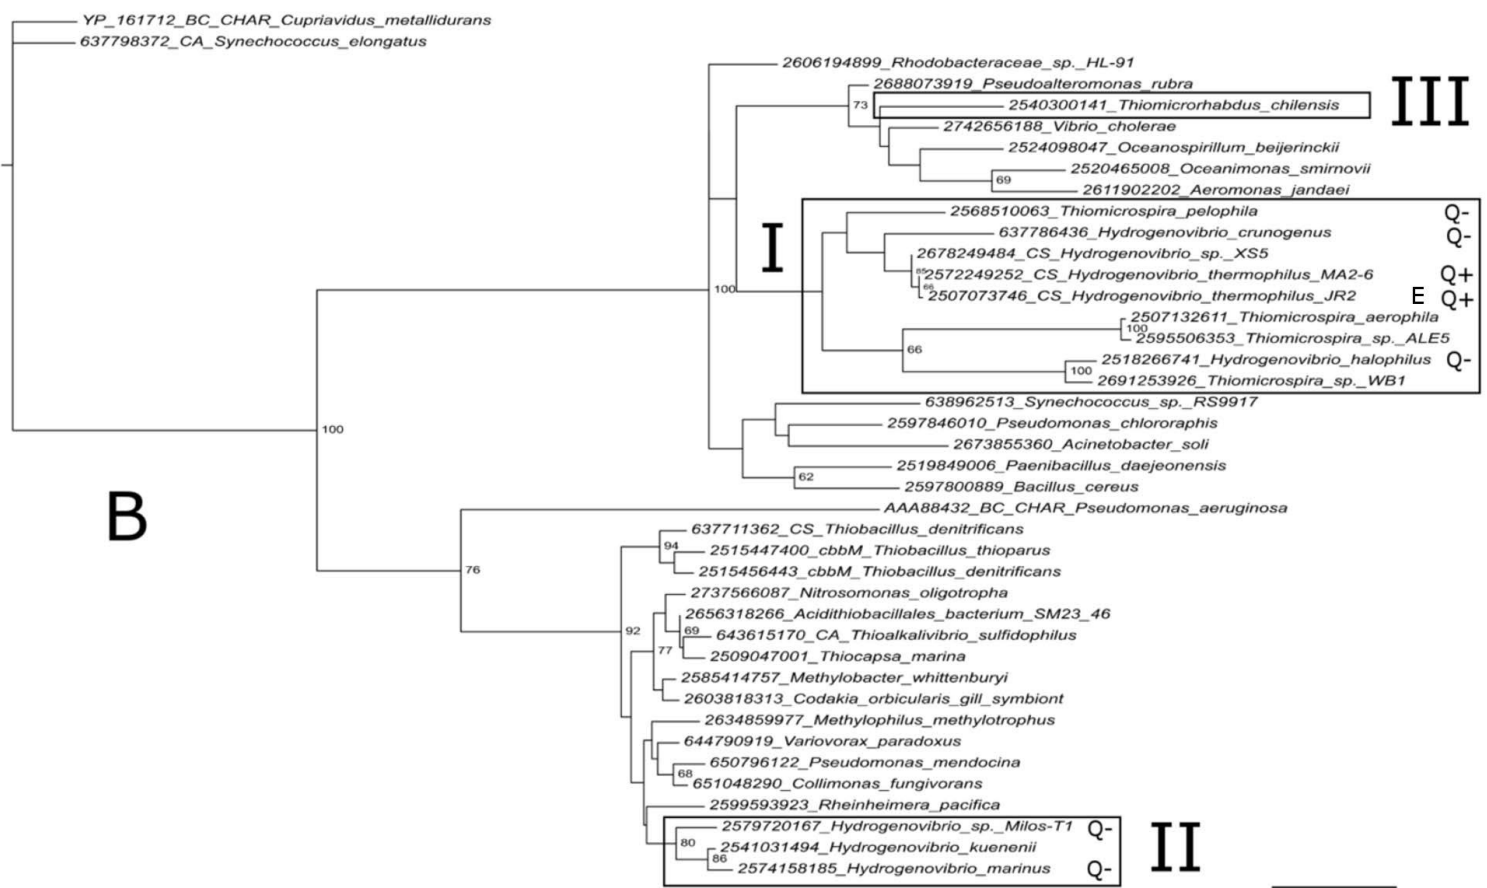 YP_161712_BC_CHAR_Cupriavidus_metallidurans
637798372_CA_Synechococcus_elongatus
2606194899_Rhodobacteraceae_sp._HL-91
2688073919_Pseudoalteromonas_rubra
III
73
2540300141_Thiomicrorhabdus_chilensis
2742656188_Vibrio_cholerae
2524098047_Oceanospirillum_beijerinckii
2520465008_Oceanimonas_smirnovii
69
2611902202_Aeromonas_jandaei
2568510063_Thiomicrospira_pelophila Q-
637786436_Hydrogenovibrio_crunogenus Q-
I
2678249484_CS_Hydrogenovibrio_sp._XS5
85
2572249252_CS_Hydrogenovibrio_thermophilus_MA2-6 Q+
66
100
2507073746_CS_Hydrogenovibrio_thermophilus_JR2 E Q+
2507132611_Thiomicrospira_aerophila
100
2595506353_Thiomicrospira_sp._ALE5
66
2518266741_Hydrogenovibrio_halophilus Q-
100
2691253926_Thiomicrospira_sp._WB1
638962513_Synechococcus_sp._RS9917
2597846010_Pseudomonas_chlororaphis
100
2673855360_Acinetobacter_soli
2519849006_Paenibacillus_daejeonensis
62
2597800889_Bacillus_cereus
B
AAA88432_BC_CHAR_Pseudomonas_aeruginosa
637711362_CS_Thiobacillus_denitrificans
94
2515447400_cbbM_Thiobacillus_thioparus
76
2515456443_cbbM_Thiobacillus_denitrificans
2737566087_Nitrosomonas_oligotropha
2656318266_Acidithiobacillales_bacterium_SM23_46
92
69
643615170_CA_Thioalkalivibrio_sulfidophilus
77
2509047001_Thiocapsa_marina
2585414757_Methylobacter_whittenburyi
2603818313_Codakia_orbicularis_gill_symbiont
2634859977_Methylophilus_methylotrophus
644790919_Variovorax_paradoxus
650796122_Pseudomonas_mendocina
68
651048290_Collimonas_fungivorans
2599593923_Rheinheimera_pacifica
2579720167_Hydrogenovibrio_sp._Milos-T1 Q-
80
2541031494_Hydrogenovibrio_kuenenii
II
86
2574158185_Hydrogenovibrio_marinus Q-